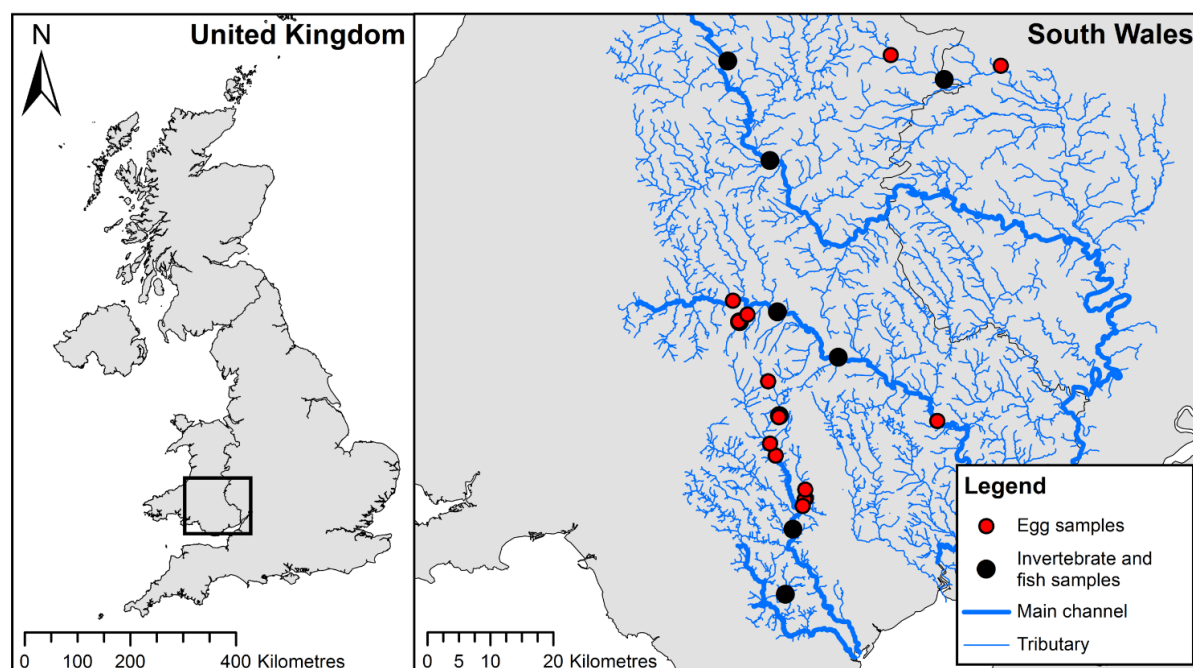 United Kingdom
N
0 100 200 400 Kilometres
South Wales
0 5 10 20 Kilometres
Legend
Egg samples
Invertebrate and
fish samples
Main channel
Tributary